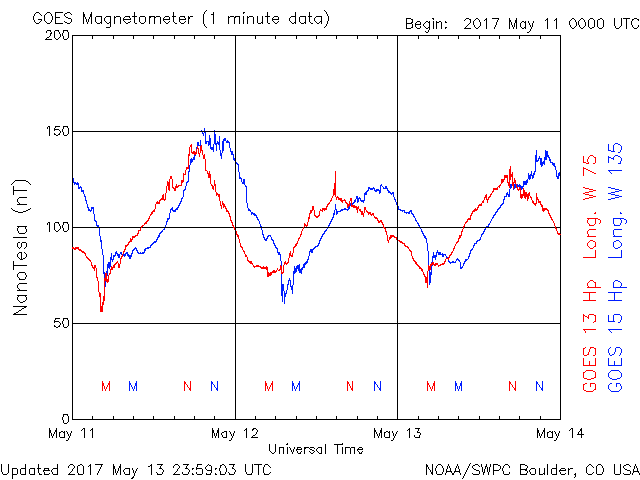 GOES Magnetometer (1 minute data)
Begin: 2017 May 11 0000 UTC
200
150
100
50
0
NanoTesla (nT)
M M N N M M N N M M N N
May 11 May 12 May 13 May 14
Universal Time
GOES 13 Hp Long. W 75
GOES 15 Hp Long. W 135
Updated 2017 May 13 23:59:03 UTC
NOAA/SWPC Boulder, CO USA